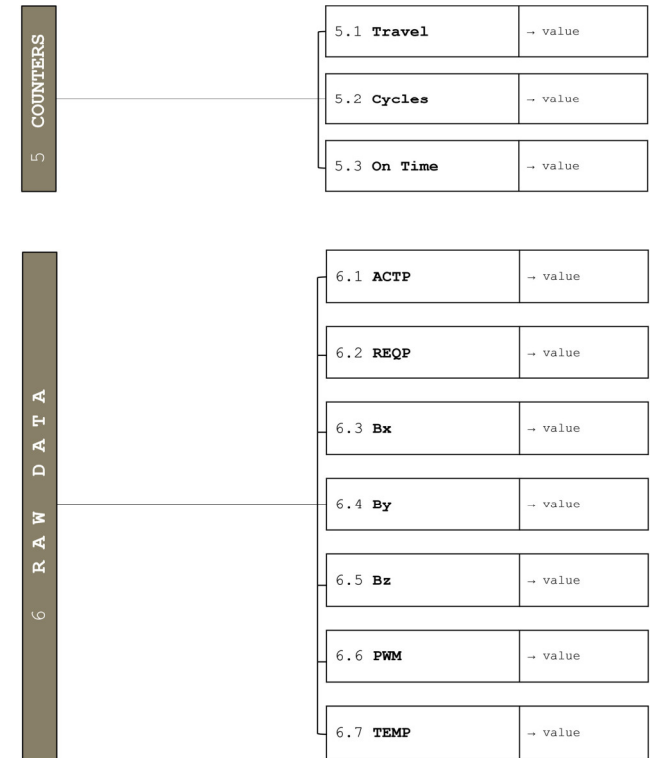 5 COUNTERS
5.1 Travel → value
5.2 Cycles → value
5.3 On Time → value
6 RAW DATA
6.1 ACTP → value
6.2 REQP → value
6.3 Bx → value
6.4 By → value
6.5 Bz → value
6.6 PWM → value
6.7 TEMP → value